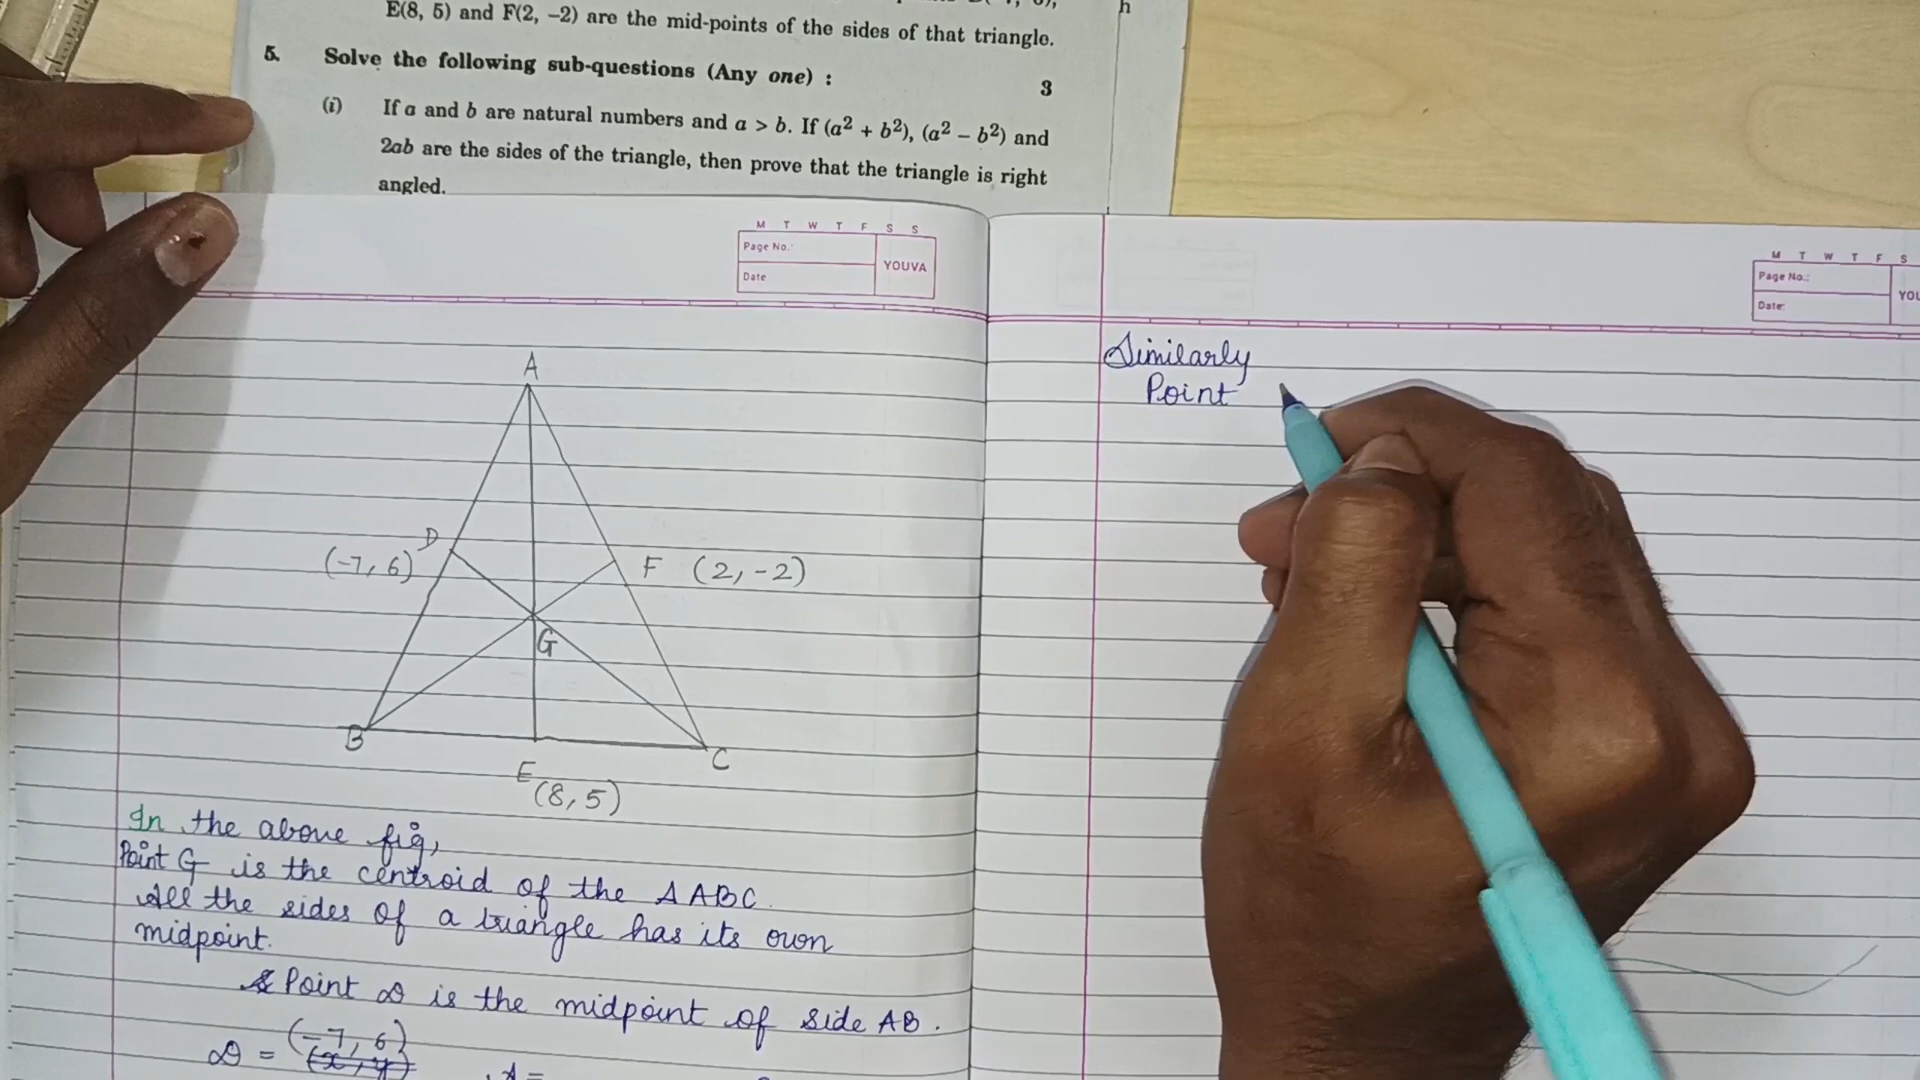 E(8, 5) and F(2, –2) are the mid-points of the sides of that triangle.
h
5. Solve the following sub-questions (Any one) :
3
(i) If a and b are natural numbers and a > b. If (a² + b²), (a² – b²) and
2ab are the sides of the triangle, then prove that the triangle is right
angled.
M T W T F S S
Page No.:
YOUVA
Date
M T W T F S
Page No.:
YOU
Date:
A
D
(-7, 6)
F (2, -2)
G
B
C
E
(8, 5)
In the above fig,
Point G is the centroid of the Δ ABC.
All the sides of a triangle has its own
midpoint.
Point D is the midpoint of side AB.
(-7, 6)
D = (x, y)
Similarly
Point